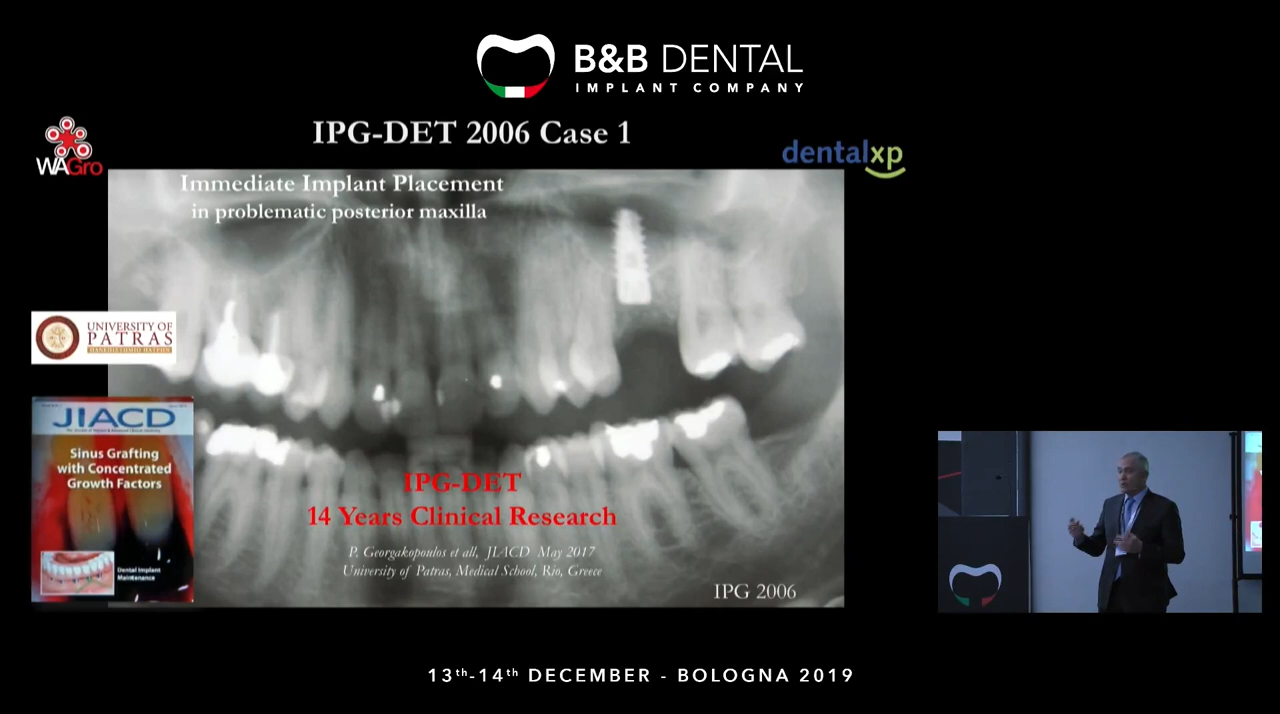 B&B DENTAL
IMPLANT COMPANY
IPG-DET 2006 Case 1
WAGro
dentalxp
Immediate Implant Placement
in problematic posterior maxilla
UNIVERSITY OF
PATRAS
JIACD
Sinus Grafting
with Concentrated
Growth Factors
Dental Implant
Maintenance
IPG-DET
14 Years Clinical Research
P. Georgakopoulos et all, JIACD May 2017
University of Patras, Medical School, Rio, Greece
IPG 2006
13th-14th DECEMBER - BOLOGNA 2019